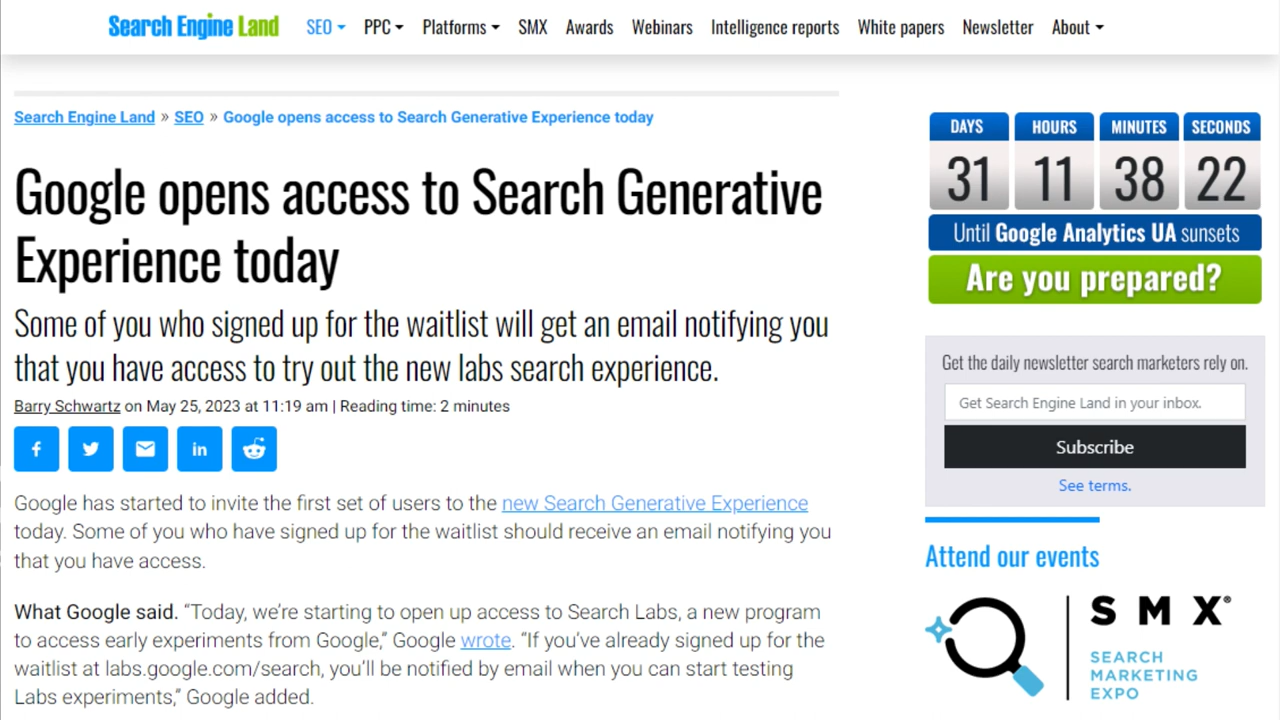 Search Engine Land SEO PPC Platforms SMX Awards Webinars Intelligence reports White papers Newsletter About
Search Engine Land » SEO » Google opens access to Search Generative Experience today
Google opens access to Search Generative
Experience today
Some of you who signed up for the waitlist will get an email notifying you
that you have access to try out the new labs search experience.
Barry Schwartz on May 25, 2023 at 11:19 am | Reading time: 2 minutes
f
in
Google has started to invite the first set of users to the new Search Generative Experience
today. Some of you who have signed up for the waitlist should receive an email notifying you
that you have access.
What Google said. “Today, we’re starting to open up access to Search Labs, a new program
to access early experiments from Google,” Google wrote. “If you’ve already signed up for the
waitlist at labs.google.com/search, you’ll be notified by email when you can start testing
Labs experiments,” Google added.
DAYS HOURS MINUTES SECONDS
31 11 38 22
Until Google Analytics UA sunsets
Are you prepared?
Get the daily newsletter search marketers rely on.
Get Search Engine Land in your inbox.
Subscribe
See terms.
Attend our events
SMX®
SEARCH
MARKETING
EXPO